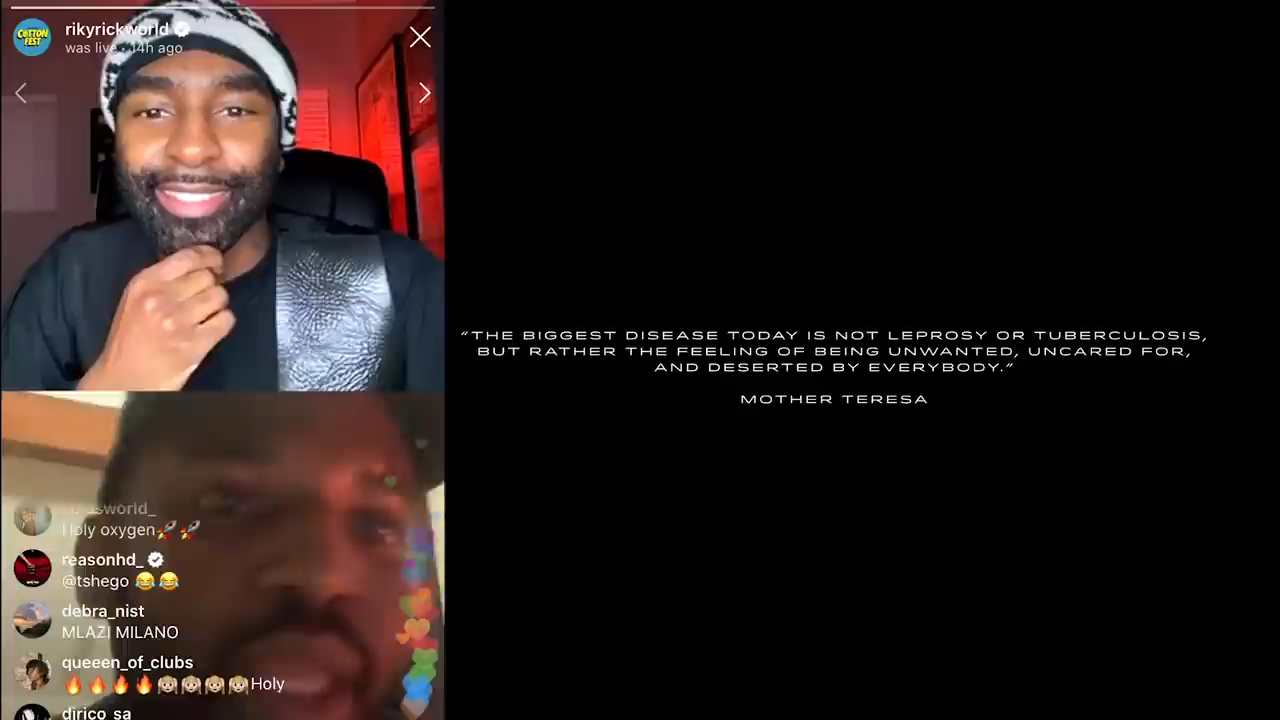 COTTON
FEST
rikyrickworld
was live · 14h ago
Holy oxygen🚀 🚀
reasonhd_
@tshego 😂😂
debra_nist
MLAZI MILANO
queeen_of_clubs
🔥🔥🔥🔥🙉🙉🙉🙉Holy
dirico_sa
“THE BIGGEST DISEASE TODAY IS NOT LEPROSY OR TUBERCULOSIS,
BUT RATHER THE FEELING OF BEING UNWANTED, UNCARED FOR,
AND DESERTED BY EVERYBODY.”
MOTHER TERESA